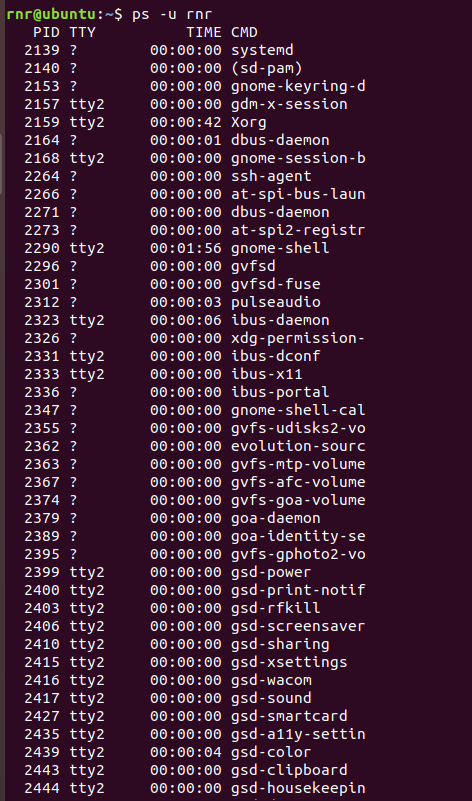 rnr@ubuntu:~$ ps -u rnr
PID TTY TIME CMD
2139 ? 00:00:00 systemd
2140 ? 00:00:00 (sd-pam)
2153 ? 00:00:00 gnome-keyring-d
2157 tty2 00:00:00 gdm-x-session
2159 tty2 00:00:42 Xorg
2164 ? 00:00:01 dbus-daemon
2168 tty2 00:00:00 gnome-session-b
2264 ? 00:00:00 ssh-agent
2266 ? 00:00:00 at-spi-bus-laun
2271 ? 00:00:00 dbus-daemon
2273 ? 00:00:00 at-spi2-registr
2290 tty2 00:01:56 gnome-shell
2296 ? 00:00:00 gvfsd
2301 ? 00:00:00 gvfsd-fuse
2312 ? 00:00:03 pulseaudio
2323 tty2 00:00:06 ibus-daemon
2326 ? 00:00:00 xdg-permission-
2331 tty2 00:00:00 ibus-dconf
2333 tty2 00:00:00 ibus-x11
2336 ? 00:00:00 ibus-portal
2347 ? 00:00:00 gnome-shell-cal
2355 ? 00:00:00 gvfs-udisks2-vo
2362 ? 00:00:00 evolution-sourc
2363 ? 00:00:00 gvfs-mtp-volume
2367 ? 00:00:00 gvfs-afc-volume
2374 ? 00:00:00 gvfs-goa-volume
2379 ? 00:00:00 goa-daemon
2389 ? 00:00:00 goa-identity-se
2395 ? 00:00:00 gvfs-gphoto2-vo
2399 tty2 00:00:00 gsd-power
2400 tty2 00:00:00 gsd-print-notif
2403 tty2 00:00:00 gsd-rfkill
2406 tty2 00:00:00 gsd-screensaver
2410 tty2 00:00:00 gsd-sharing
2415 tty2 00:00:00 gsd-xsettings
2416 tty2 00:00:00 gsd-wacom
2417 tty2 00:00:00 gsd-sound
2427 tty2 00:00:00 gsd-smartcard
2435 tty2 00:00:00 gsd-a11y-settin
2439 tty2 00:00:04 gsd-color
2443 tty2 00:00:00 gsd-clipboard
2444 tty2 00:00:00 gsd-housekeepin